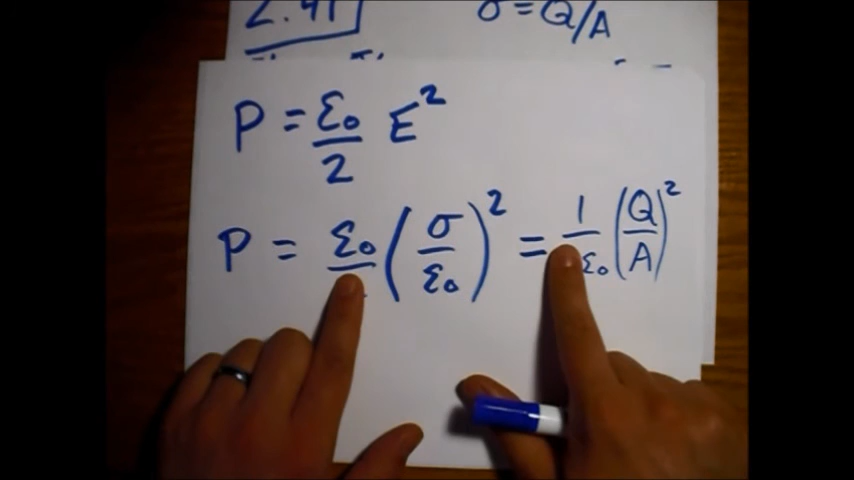 2.41
σ = Q/A
P = ε₀/2 E²
P = ε₀/ (σ/ε₀)² = 1/ ε₀ (Q/A)²